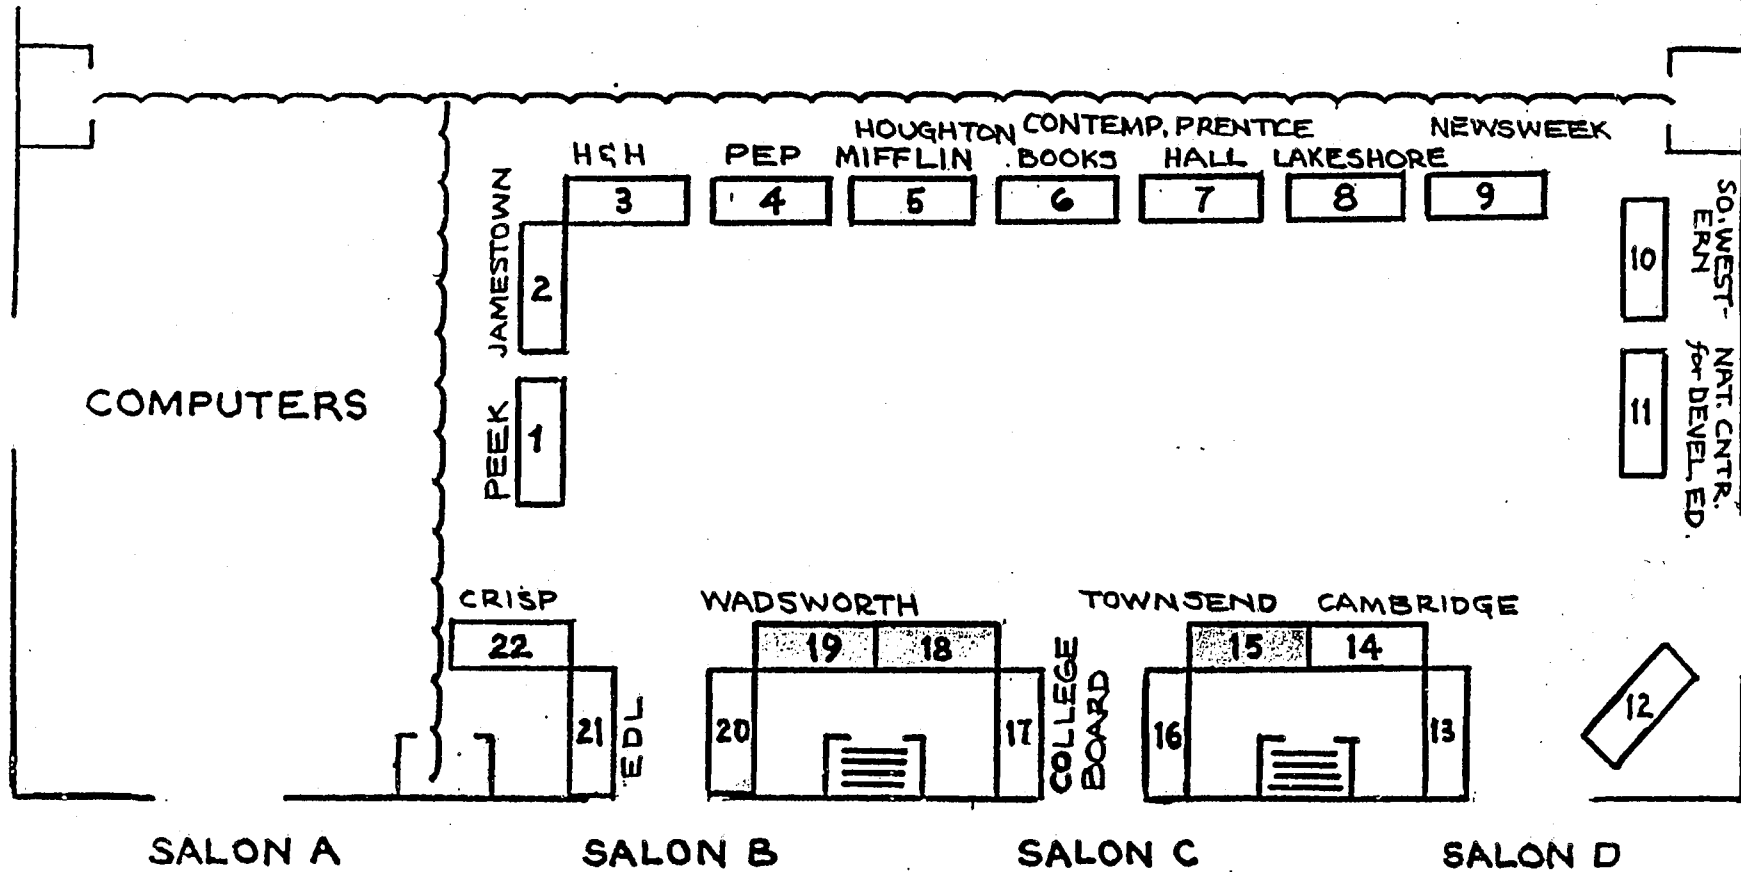 HOUGHTON CONTEMP. PRENTICE NEWSWEEK
H&H PEP MIFFLIN BOOKS HALL LAKESHORE
3 4 5 6 7 8 9
JAMESTOWN
2
10
SO. WEST-
ERN
COMPUTERS
PEEK
1
11
NAT. CNTR.
for DEVEL. ED.
CRISP WADSWORTH TOWNSEND CAMBRIDGE
22 19 18 15 14
21
EDL
20
17
COLLEGE
BOARD
16
13
12
SALON A SALON B SALON C SALON D